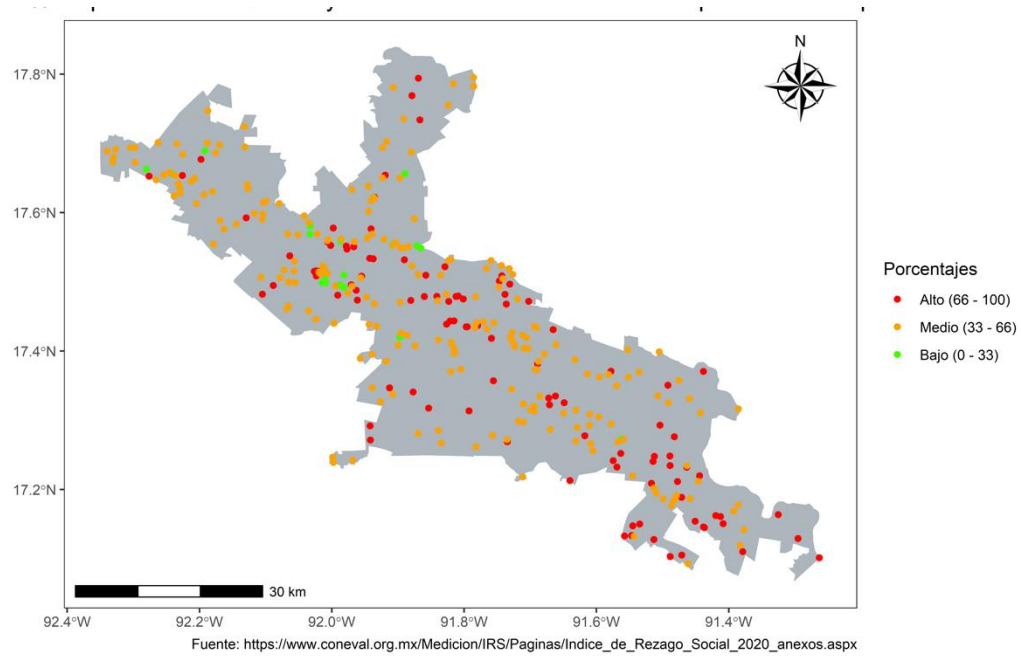 N
17.8°N
17.6°N
17.4°N
17.2°N
92.4°W 92.2°W 92.0°W 91.8°W 91.6°W 91.4°W
30 km
Porcentajes
Alto (66 - 100)
Medio (33 - 66)
Bajo (0 - 33)
Fuente: https://www.coneval.org.mx/Medicion/IRS/Paginas/Indice_de_Rezago_Social_2020_anexos.aspx